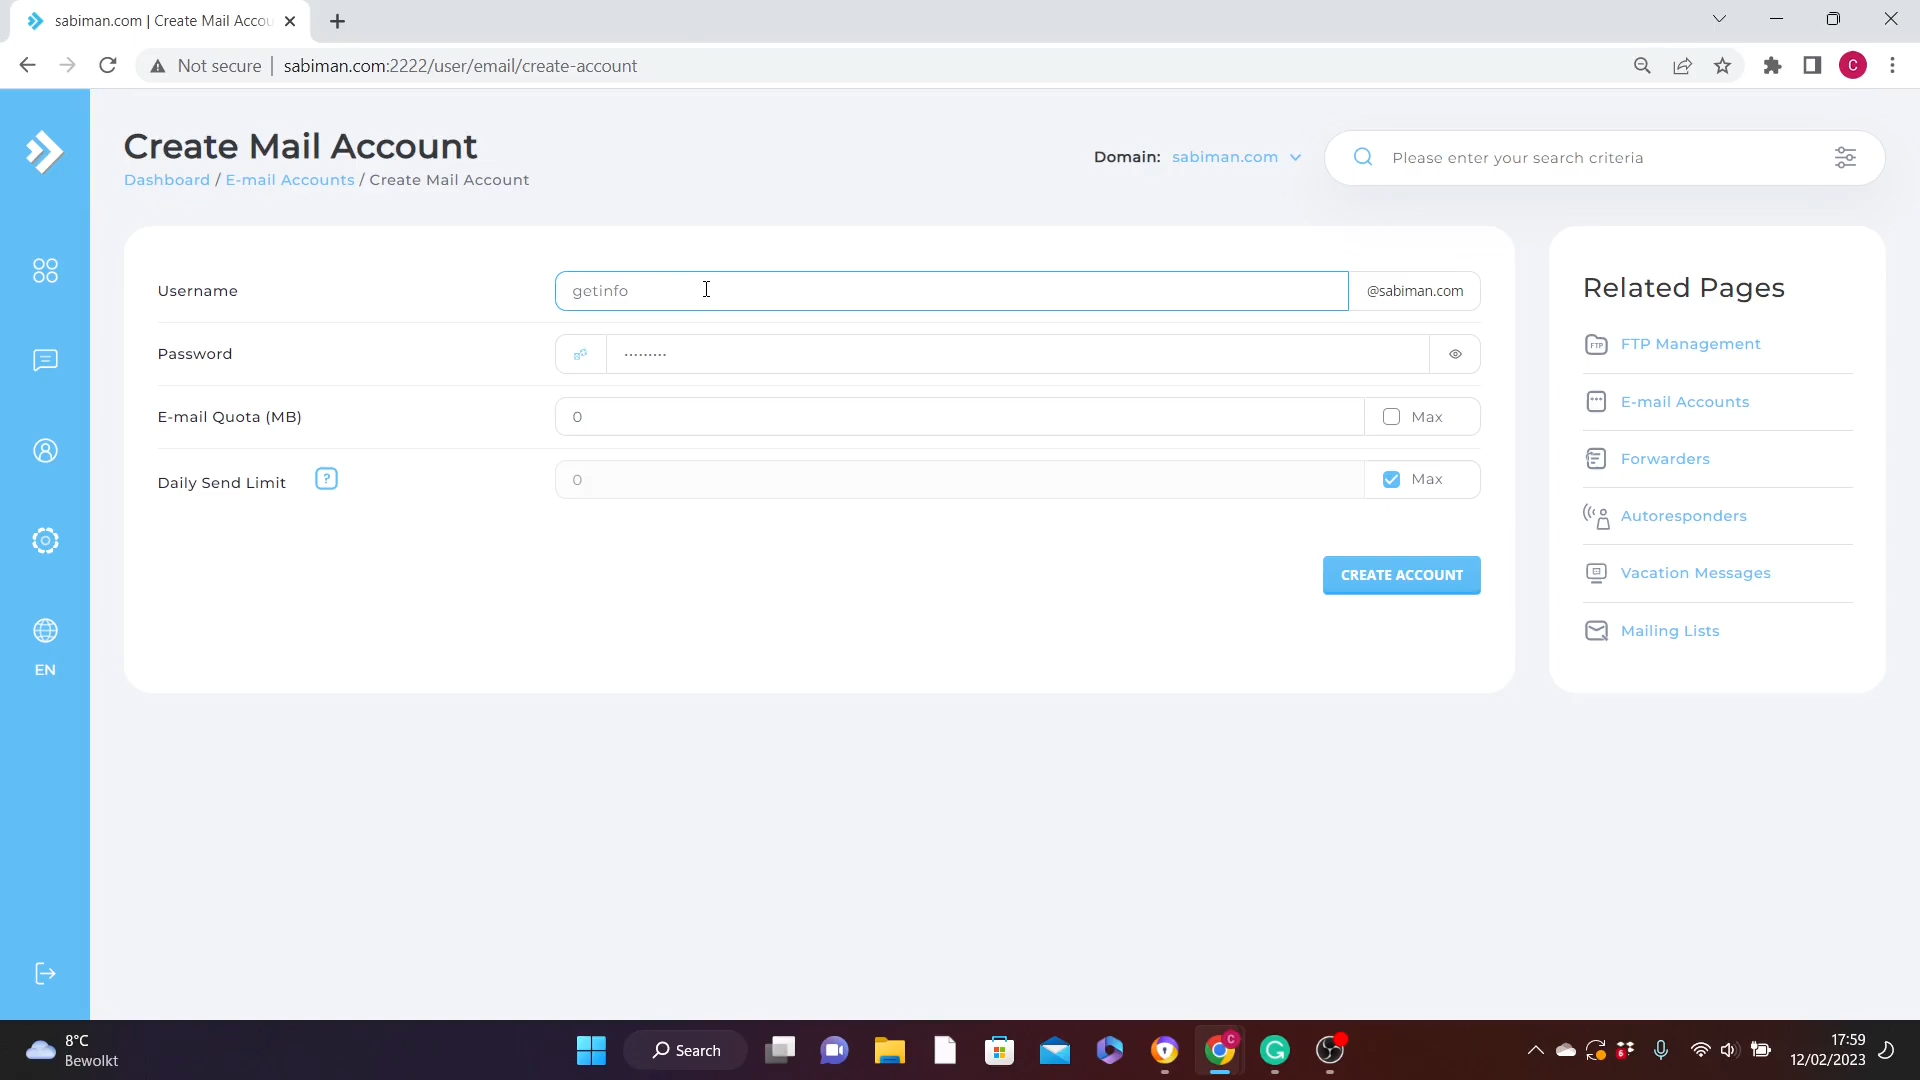 sabiman.com | Create Mail Accou
Not secure
sabiman.com:2222/user/email/create-account
C
Create Mail Account
Dashboard / E-mail Accounts / Create Mail Account
Domain: sabiman.com
Please enter your search criteria
Username
getinfo
@sabiman.com
Password
·········
E-mail Quota (MB)
0
Max
Daily Send Limit
?
0
Max
CREATE ACCOUNT
Related Pages
FTP
FTP Management
E-mail Accounts
Forwarders
Autoresponders
Vacation Messages
Mailing Lists
EN
8°C
Bewolkt
Search
C
6
17:59
12/02/2023